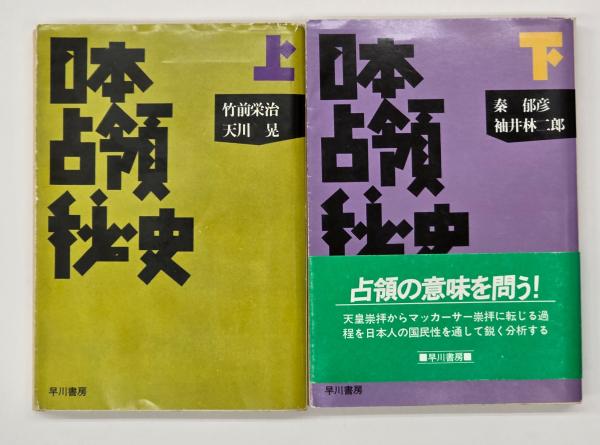 日本
占領
秘史
上
竹前栄治
天川 晃
早川書房
日本
占領
秘史
下
秦 郁彦
袖井林二郎
占領の意味を問う!
天皇崇拝からマッカーサー崇拝に転じる過
程を日本人の国民性を通して鋭く分析する
■早川書房■
早川書房